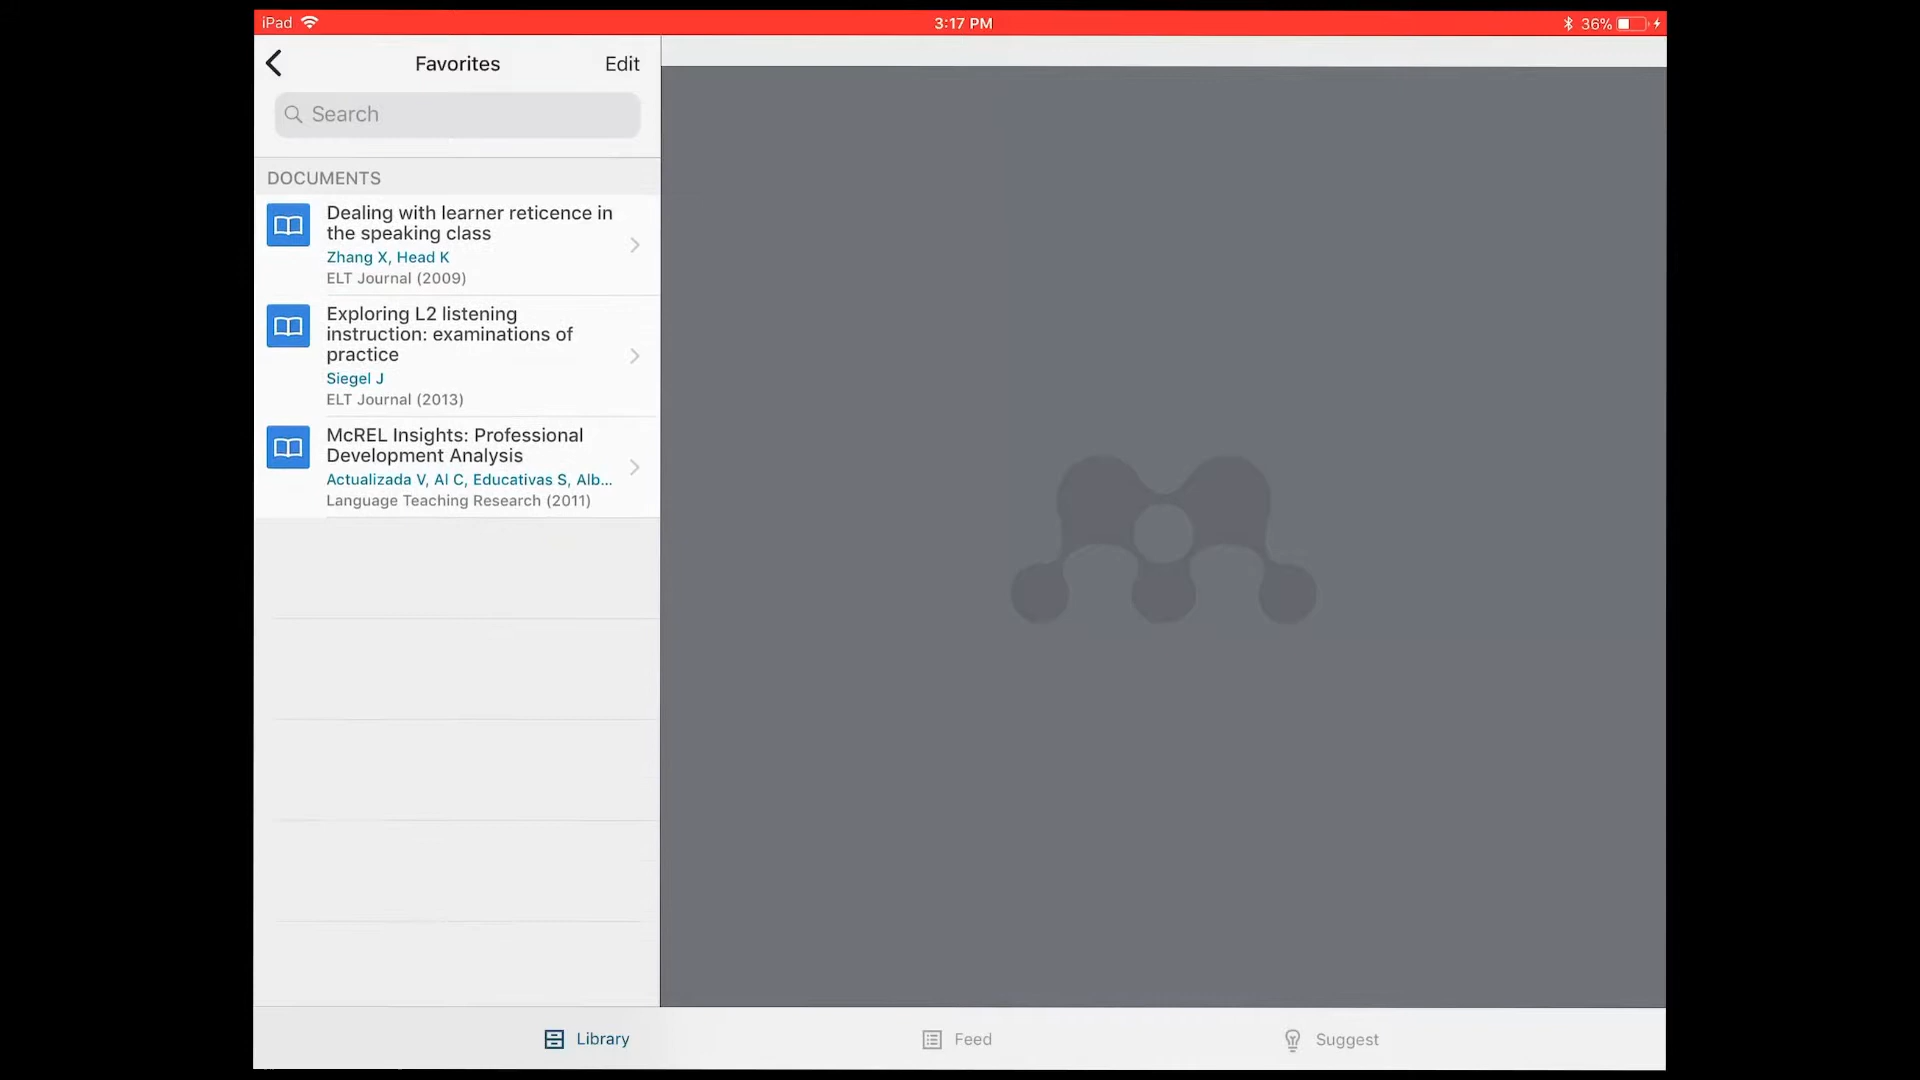 iPad 3:17 PM 36%
Favorites Edit
Search
DOCUMENTS
Dealing with learner reticence in
the speaking class
Zhang X, Head K
ELT Journal (2009)
Exploring L2 listening
instruction: examinations of
practice
Siegel J
ELT Journal (2013)
McREL Insights: Professional
Development Analysis
Actualizada V, Al C, Educativas S, Alb...
Language Teaching Research (2011)
Library Feed Suggest